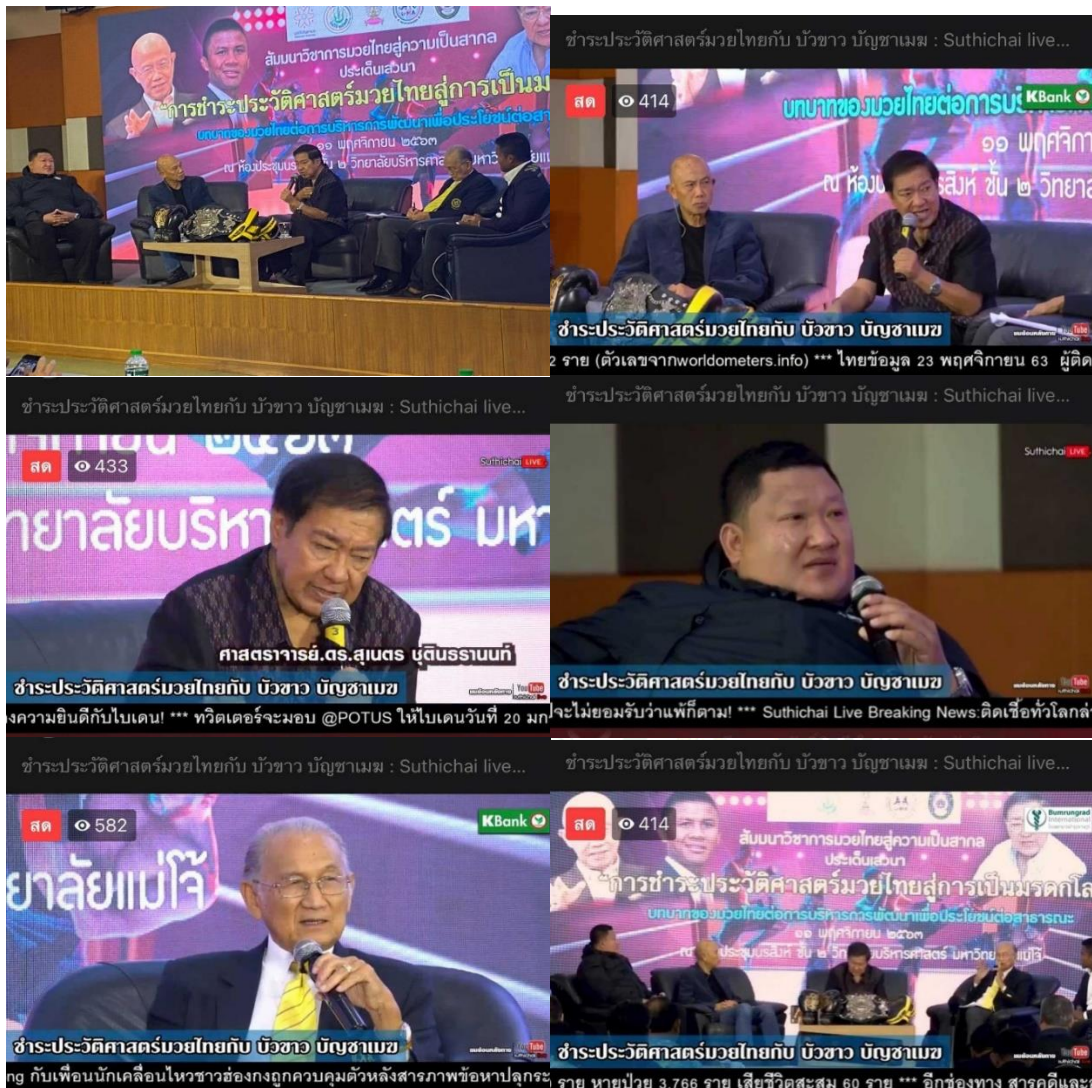 สัมมนาวิชาการมวยไทยสู่ความเป็นสากล
ประเด็นเสวนา
"การชำระประวัติศาสตร์มวยไทยสู่การเป็นม
บทบาทของมวยไทยต่อการบริหารการพัฒนาเพื่อประโยชน์ต่อสา
๑๑ พฤศจิกายน ๒๕๖๓
ชำระประวัติศาสตร์มวยไทยกับ บัวขาว บัญชาเมฆ : Suthichai live...
สด 414
KBank
บทบาทของมวยไทยต่อการบริ
๑๑ พฤศจิกา
ชั้น ๒ วิทยาล
ชำระประวัติศาสตร์มวยไทยกับ บัวขาว บัญชาเมฆ
YouTube
2 ราย (ตัวเลขจากworldometers.info) *** ไทยข้อมูล 23 พฤศจิกายน 63 ผู้ติด
ชำระประวัติศาสตร์มวยไทยกับ บัวขาว บัญชาเมฆ : Suthichai live...
สด 433
Suthichai LIVE
ศาสตราจารย์.ดร.สุเนตร ชุตินธรานนท์
ชำระประวัติศาสตร์มวยไทยกับ บัวขาว บัญชาเมฆ
YouTube
งความยินดีกับไบเดน! *** ทวิตเตอร์จะมอบ @POTUS ให้ไบเดนวันที่ 20 มก
ชำระประวัติศาสตร์มวยไทยกับ บัวขาว บัญชาเมฆ : Suthichai live...
Suthichai LIVE
ชำระประวัติศาสตร์มวยไทยกับ บัวขาว บัญชาเมฆ
YouTube
จะไม่ยอมรับว่าแพ้ก็ตาม! *** Suthichai Live Breaking News:ติดเชื้อทั่วโลกล่
ชำระประวัติศาสตร์มวยไทยกับ บัวขาว บัญชาเมฆ : Suthichai live...
สด 582
KBank
ยาลัยแม่โจ้
ชำระประวัติศาสตร์มวยไทยกับ บัวขาว บัญชาเมฆ
YouTube
ng กับเพื่อนนักเคลื่อนไหวชาวฮ่องกงถูกควบคุมตัวหลังสารภาพข้อหาปลุกระ
ชำระประวัติศาสตร์มวยไทยกับ บัวขาว บัญชาเมฆ : Suthichai live...
สด 414
Bumrungrad International
สัมมนาวิชาการมวยไทยสู่ความเป็นสากล
ประเด็นเสวนา
"การชำระประวัติศาสตร์มวยไทยสู่การเป็นมรดกโล
บทบาทของมวยไทยต่อการบริหารการพัฒนาเพื่อประโยชน์ต่อสาธารณะ
๑๑ พฤศจิกายน ๒๕๖๓
ชำระประวัติศาสตร์มวยไทยกับ บัวขาว บัญชาเมฆ
YouTube
ราย หายป่วย 3,766 ราย เสียชีวิตสะสม 60 ราย *** อีกช่องทาง สาระดีและ